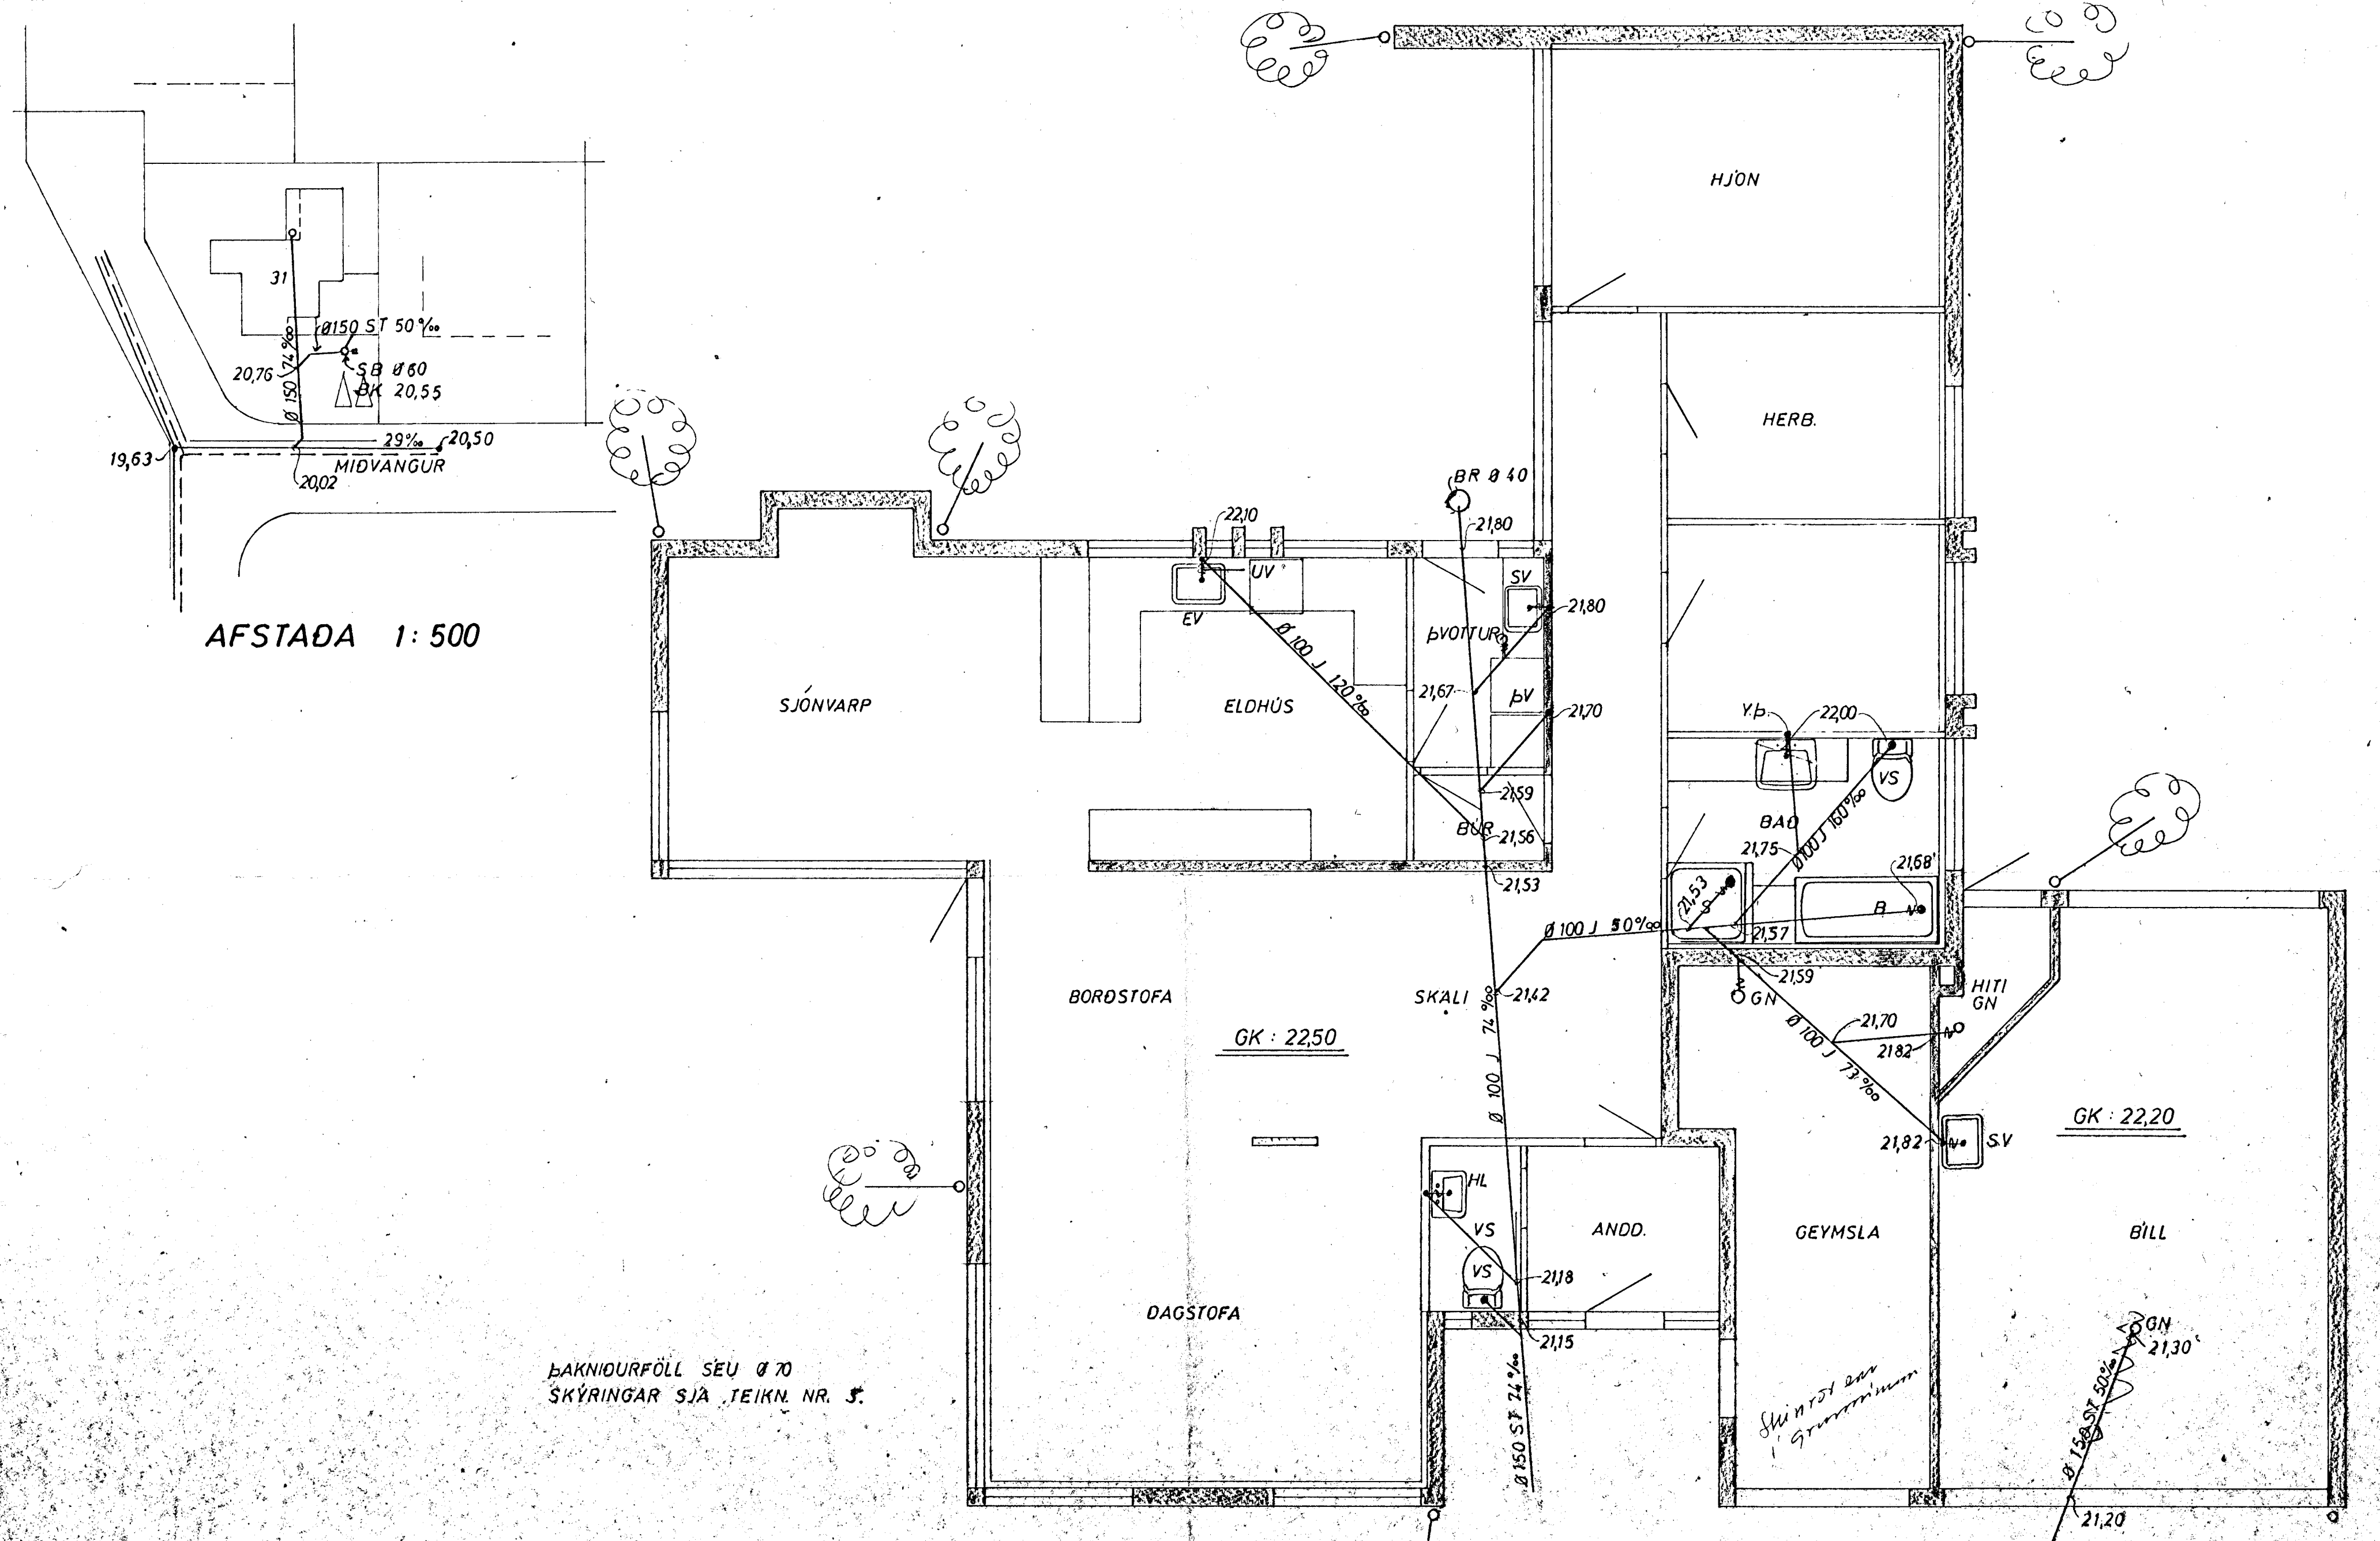 31
Ø150 ST 50‰
20,76
Ø 150 74‰
SB Ø60
BK 20,55
29‰
20,50
19,63
MIÐVANGUR
20,02
AFSTAÐA 1:500
HJÓN
HERB.
BR Ø 40
21,80
22,10
UV
EV
SV
21,80
ÞVOTTUR
Ø 100 J 120‰
21,67
ÞV
21,70
SJÓNVARP
ELDHÚS
21,59
BÚR
21,56
21,53
Y.Þ.
22,00
VS
BAÐ
21,75
Ø100 J 160‰
21,68
21,53
S
B
Ø 100 J 50‰
21,57
21,59
GN
HITI
GN
BORÐSTOFA
SKÁLI
21,42
GK : 22,50
Ø 100 J 74‰
21,70
21,82
Ø 100 J 73‰
GK : 22,20
21,82
SV
HL
VS
VS
ANDD.
GEYMSLA
BÍLL
21,18
DAGSTOFA
21,15
GN
21,30
Ø150 ST 74‰
Ø 150 ST 50‰
21,20
ÞAKNIÐURFÖLL SÉU Ø 70
SKÝRINGAR SJÁ TEIKN. NR. 5.